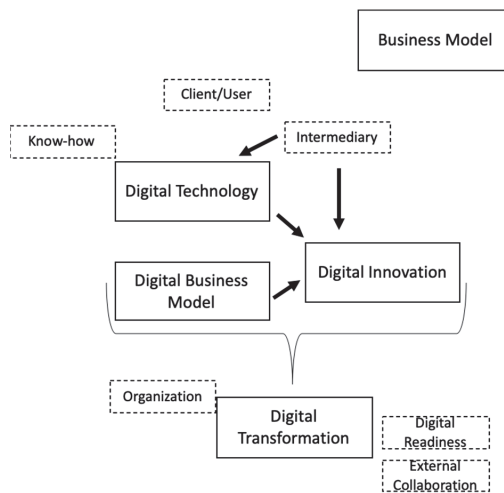 Business Model
Client/User
Know-how
Intermediary
Digital Technology
Digital Innovation
Digital Business
Model
Organization
Digital
Transformation
Digital
Readiness
External
Collaboration